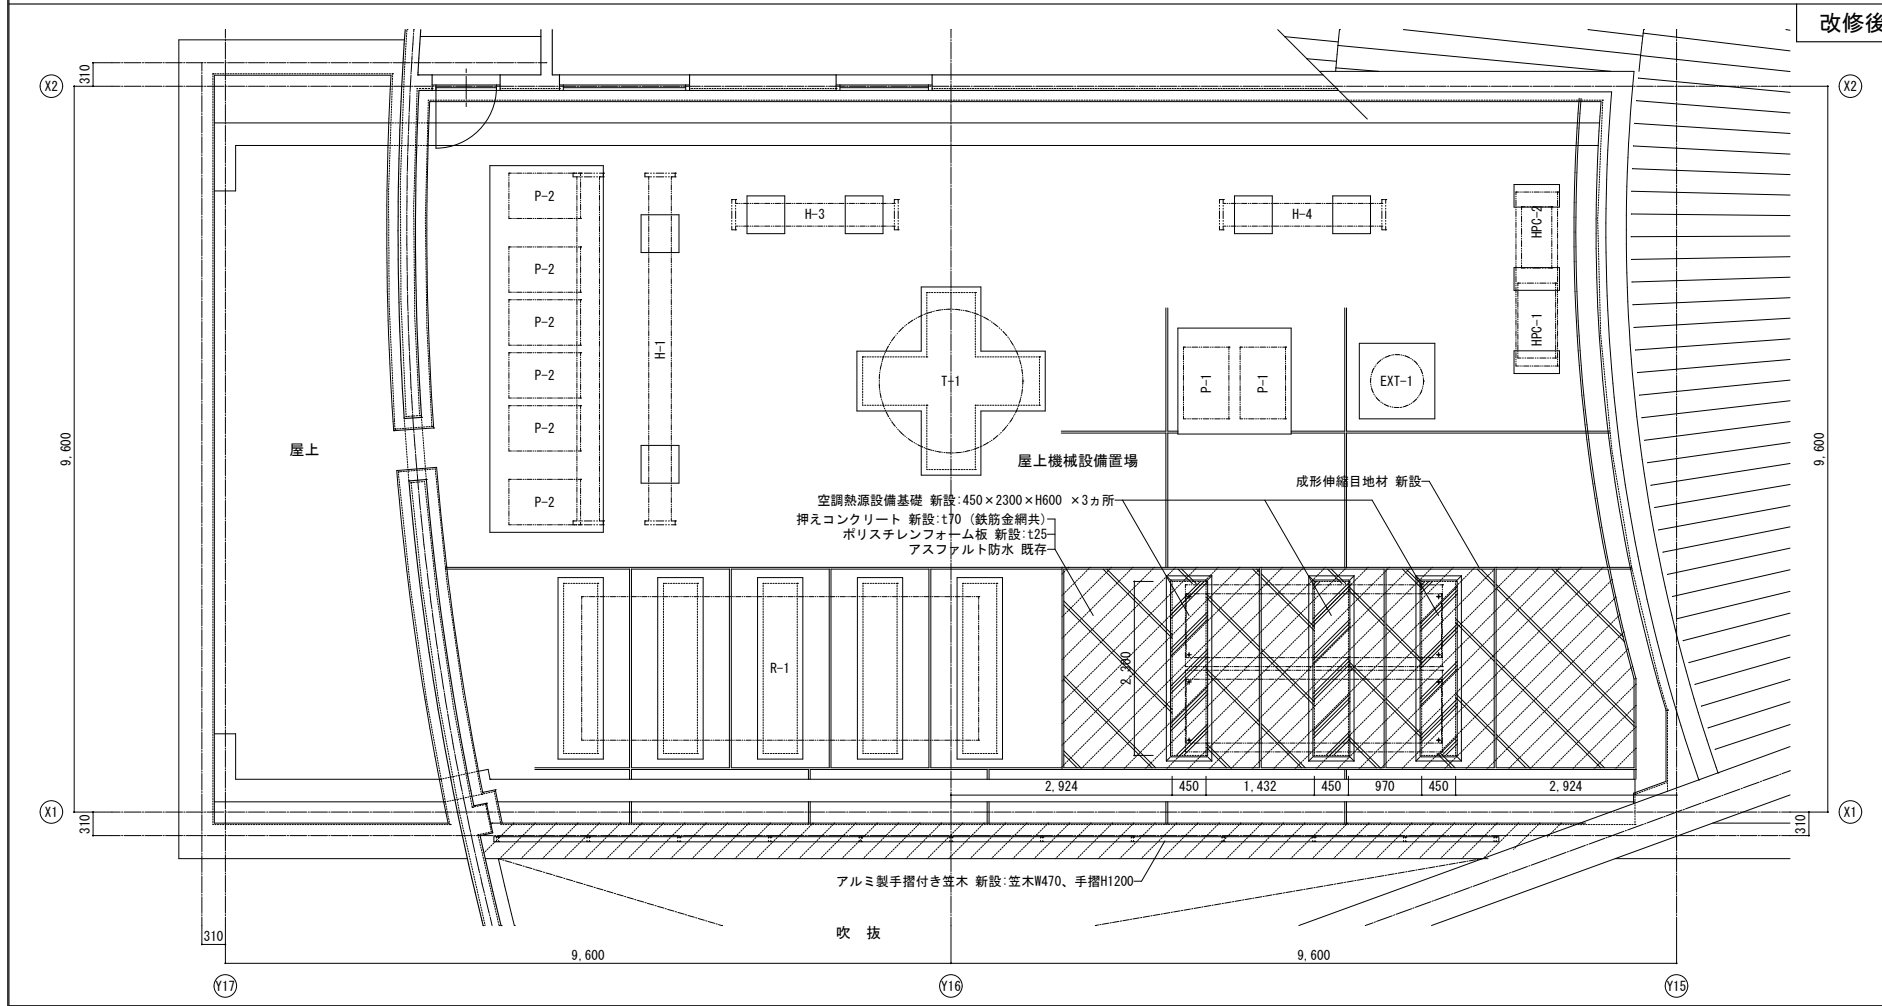 改修後
310
X2
X2
P-2
H-3
H-4
HPC-2
P-2
P-2
H-1
HPC-1
P-2
T-1
P-1
P-1
EXT-1
P-2
9,600
屋上
9,600
屋上機械設備置場
P-2
成形伸縮目地材 新設
空調熱源設備基礎 新設:450×2300×H600 ×3ヵ所
押えコンクリート 新設:t70 (鉄筋金網共)
ポリスチレンフォーム板 新設:t25
アスファルト防水 既存
R-1
2,300
2,924
450
1,432
450
970
450
2,924
X1
X1
310
310
アルミ製手摺付き笠木 新設:笠木W470、手摺H1200
吹 抜
310
9,600
9,600
Y17
Y16
Y15